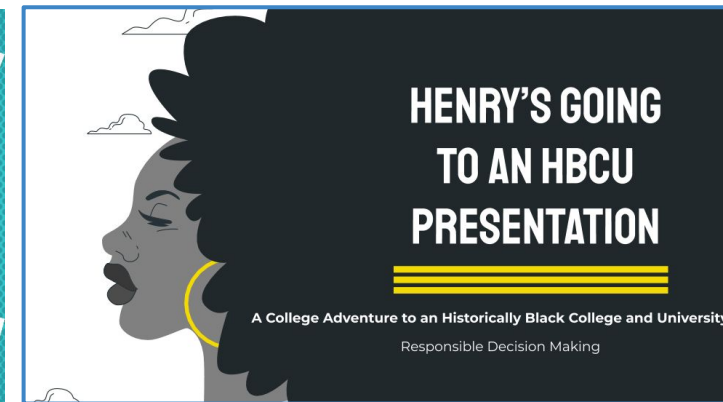 HENRY'S GOING
TO AN HBCU
PRESENTATION
A College Adventure to an Historically Black College and University
Responsible Decision Making